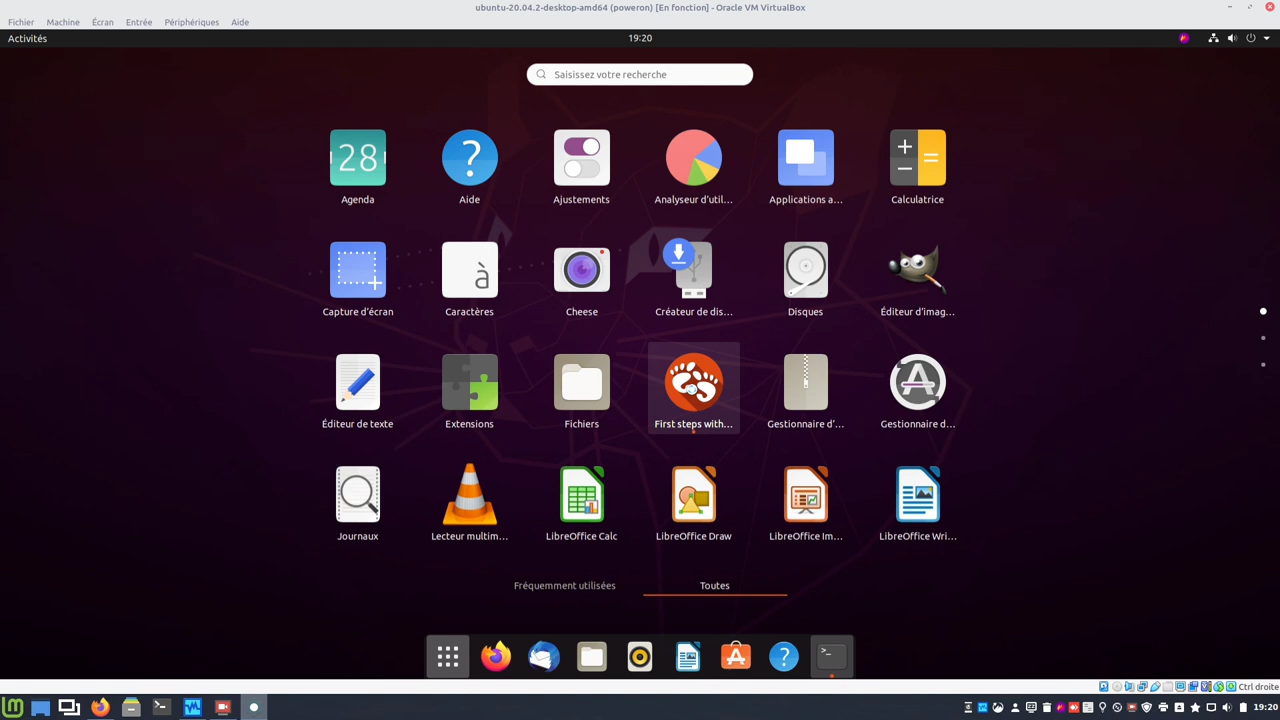 ubuntu-20.04.2-desktop-amd64 (poweron) [En fonction] - Oracle VM VirtualBox
Fichier Machine Écran Entrée Périphériques Aide
Activités 19:20
Saisissez votre recherche
28
Agenda Aide Ajustements Analyseur d'util... Applications a... Calculatrice
à
Capture d'écran Caractères Cheese Créateur de dis... Disques Éditeur d'imag...
Éditeur de texte Extensions Fichiers First steps with... Gestionnaire d'... Gestionnaire d...
Journaux Lecteur multim... LibreOffice Calc LibreOffice Draw LibreOffice Im... LibreOffice Wri...
Fréquemment utilisées Toutes
Ctrl droite
19:20